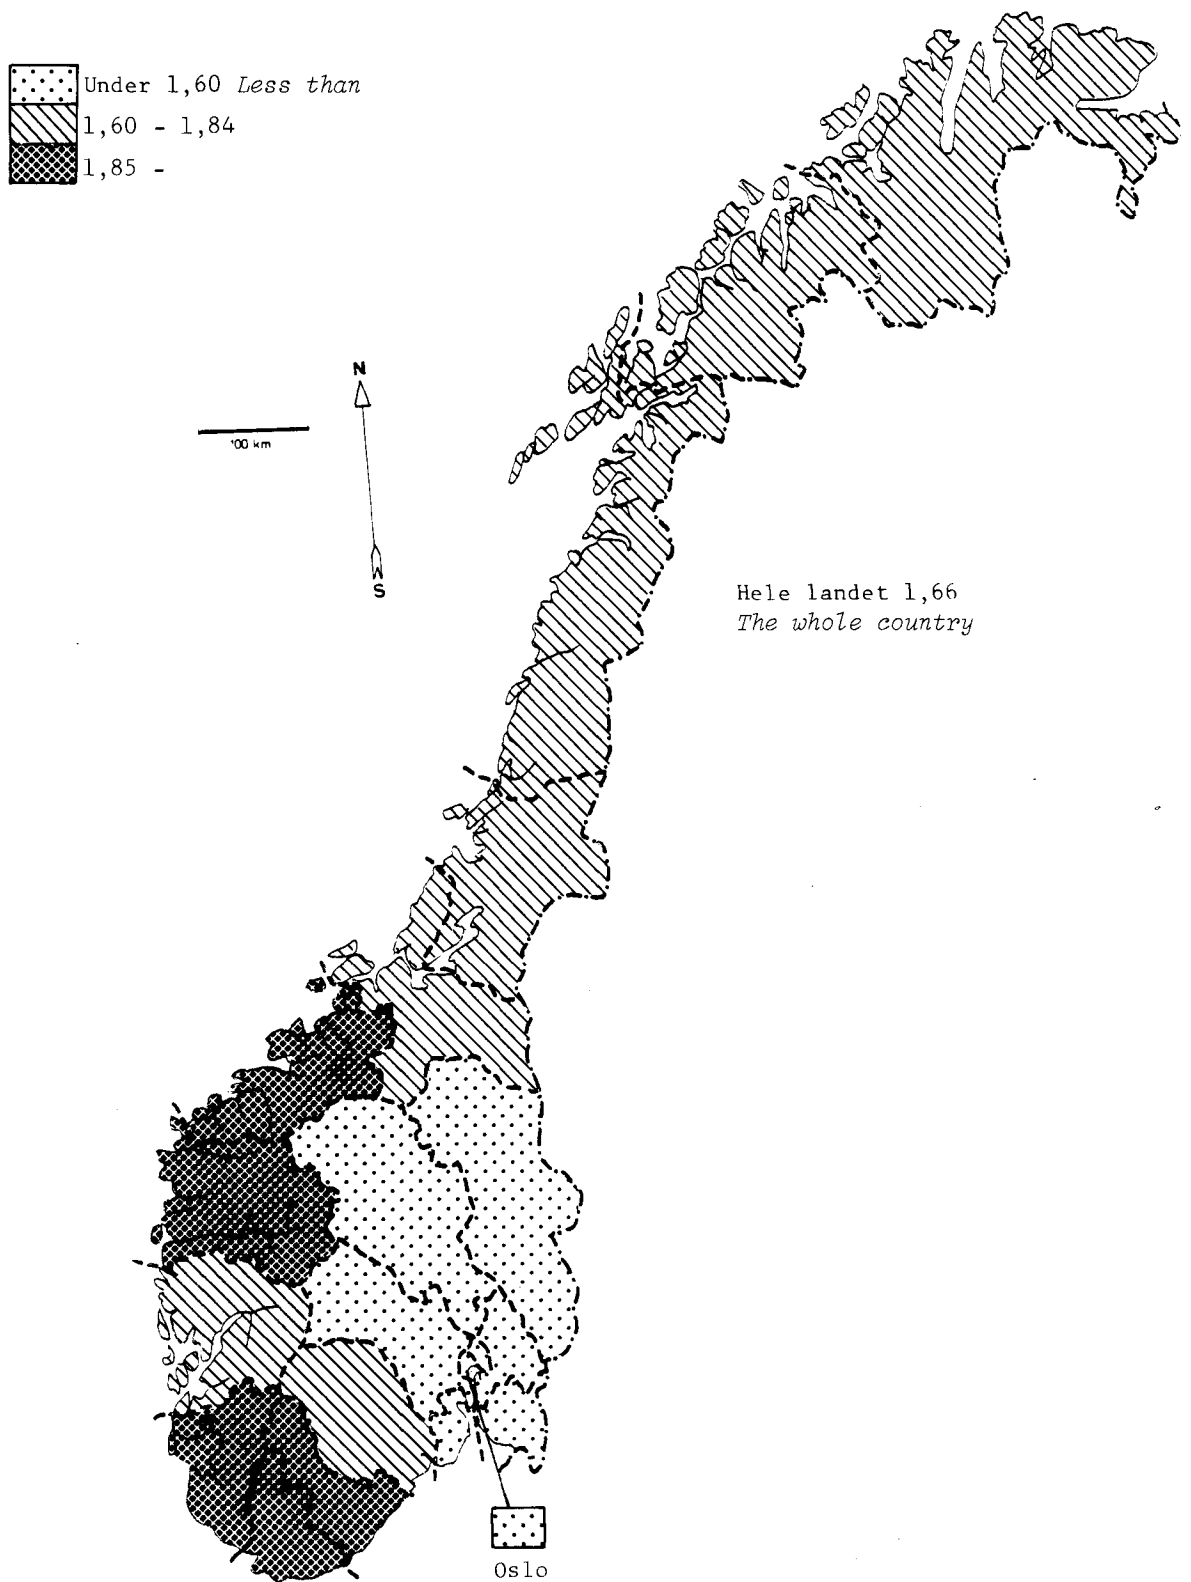 Under 1,60 Less than
1,60 - 1,84
1,85 -
N
100 km
S
Hele landet 1,66
The whole country
Oslo